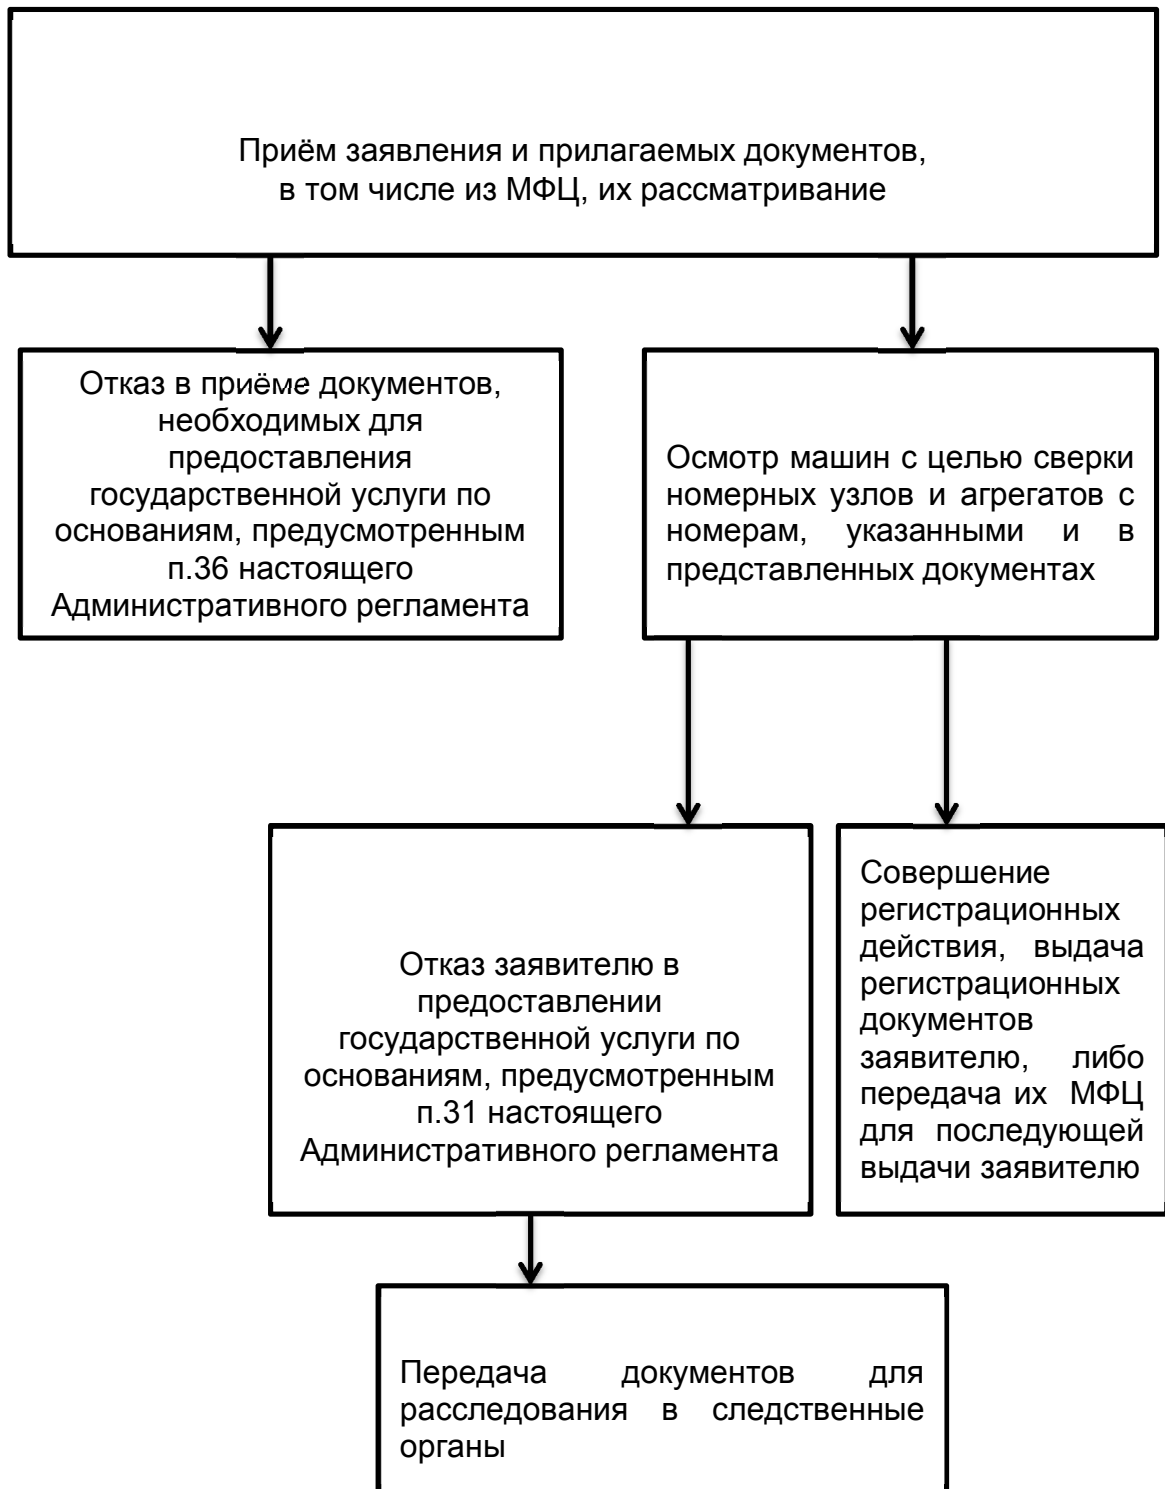 Приём заявления и прилагаемых документов,
в том числе из МФЦ, их рассматривание
Отказ в приёме документов,
необходимых для
предоставления
государственной услуги по
основаниям, предусмотренным
п.36 настоящего
Административного регламента
Осмотр машин с целью сверки
номерных узлов и агрегатов с
номерам, указанными и в
представленных документах
Отказ заявителю в
предоставлении
государственной услуги по
основаниям, предусмотренным
п.31 настоящего
Административного регламента
Совершение
регистрационных
действия, выдача
регистрационных
документов
заявителю, либо
передача их МФЦ
для последующей
выдачи заявителю
Передача документов для
расследования в следственные
органы